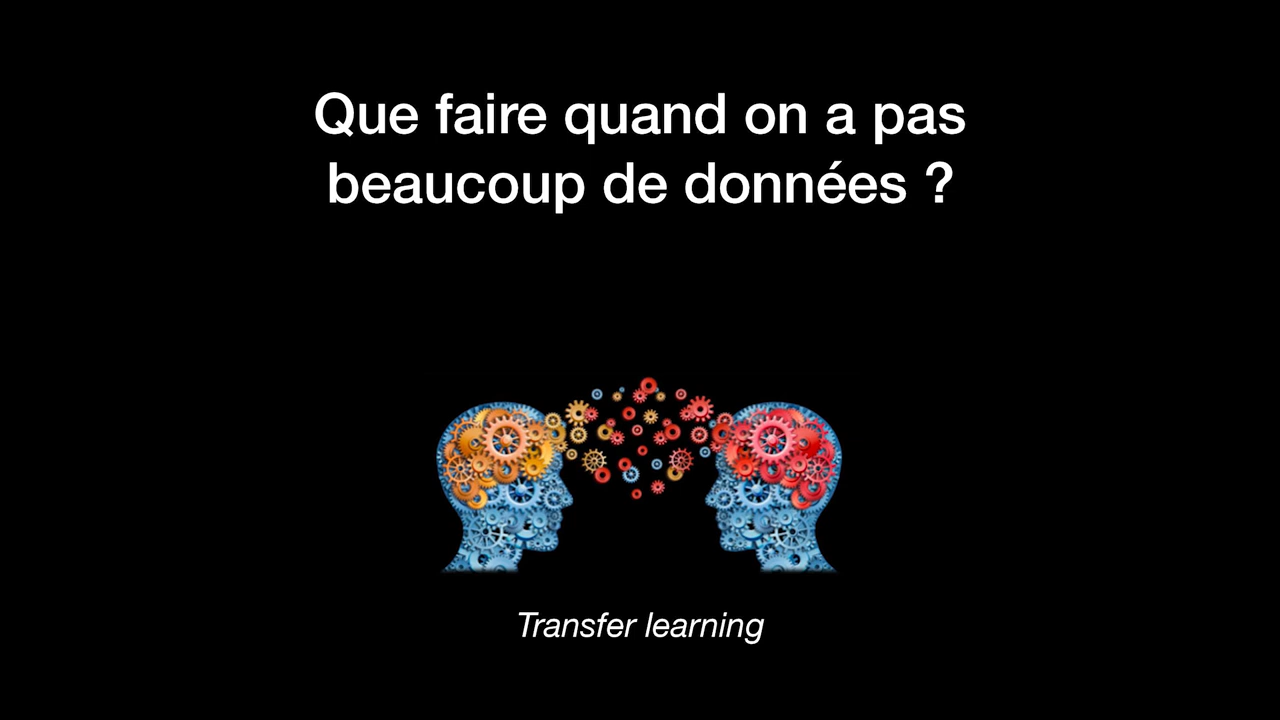 Que faire quand on a pas
beaucoup de données ?
Transfer learning